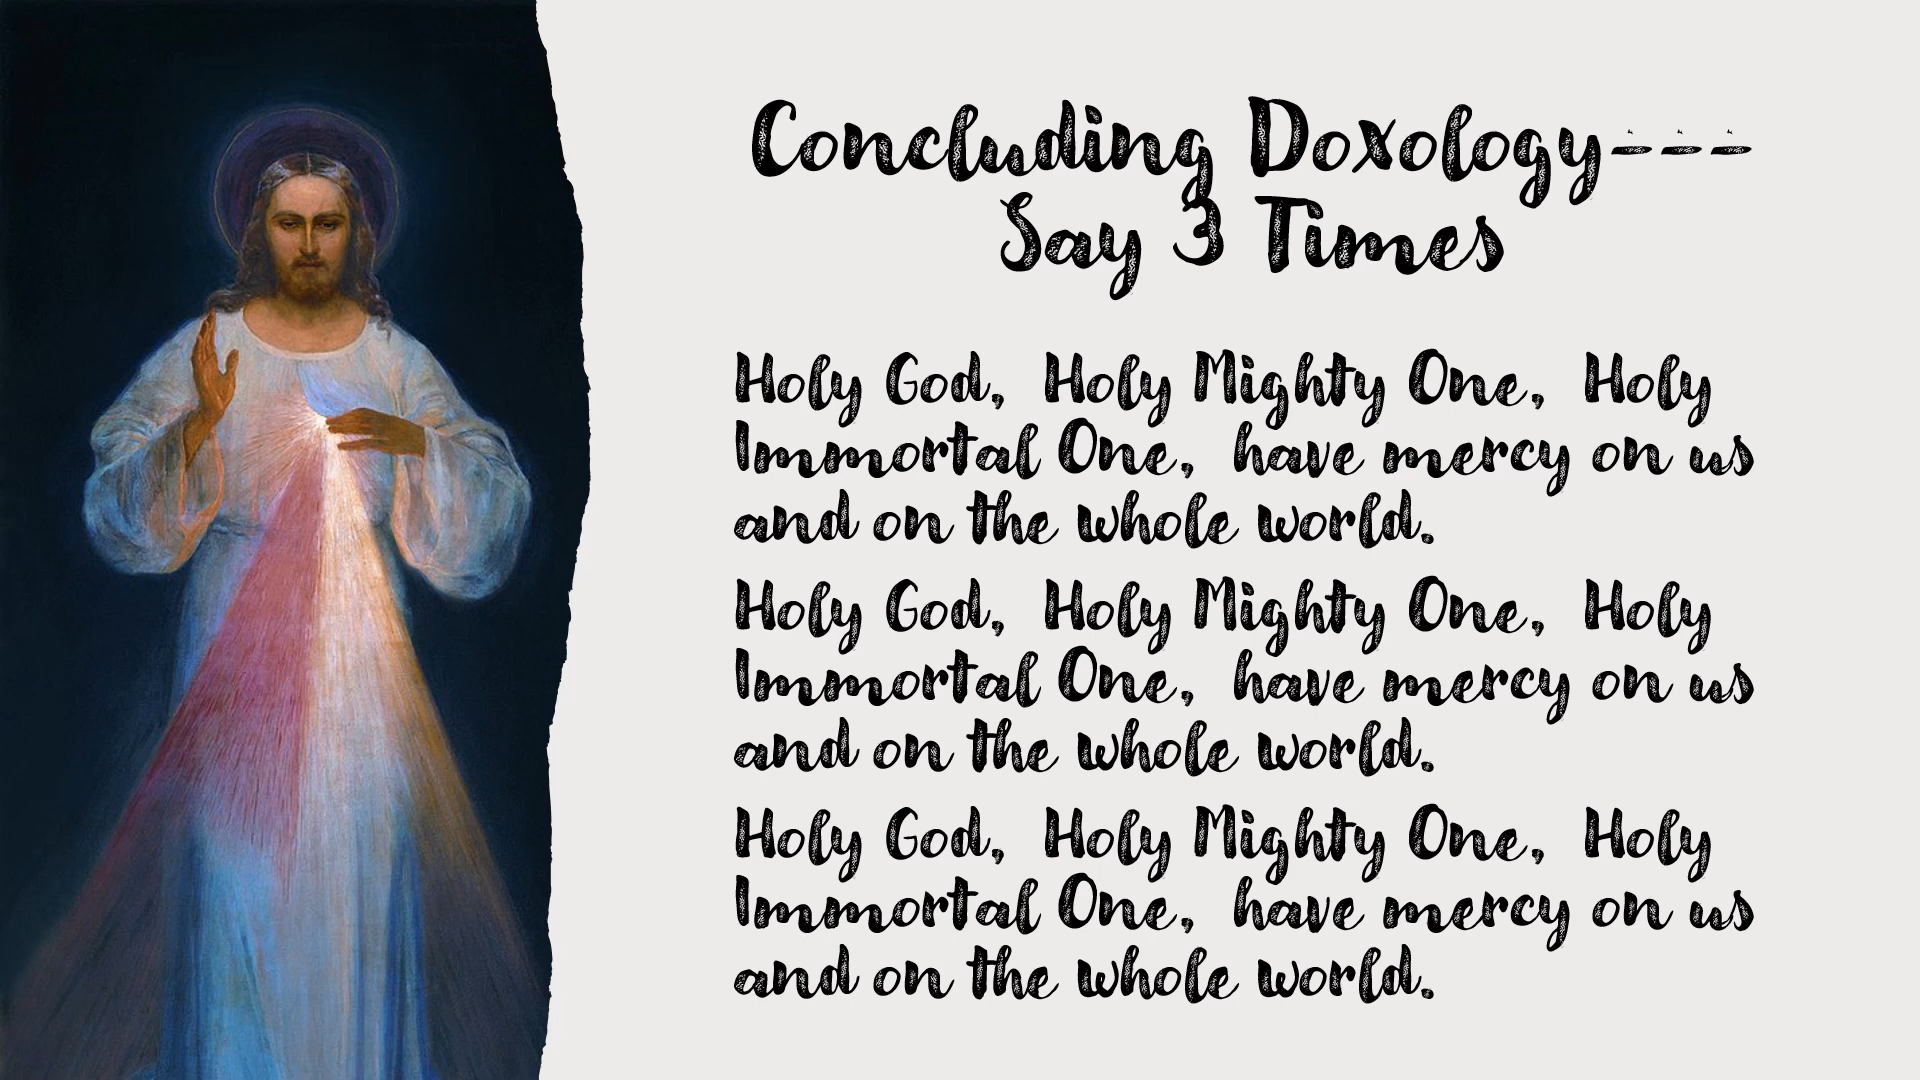 Concluding Doxology---
Say 3 Times
Holy God, Holy Mighty One, Holy
Immortal One, have mercy on us
and on the whole world.
Holy God, Holy Mighty One, Holy
Immortal One, have mercy on us
and on the whole world.
Holy God, Holy Mighty One, Holy
Immortal One, have mercy on us
and on the whole world.